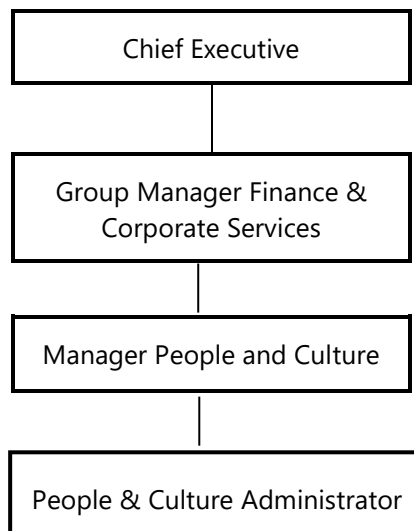 Chief Executive
Group Manager Finance &
Corporate Services
Manager People and Culture
People & Culture Administrator